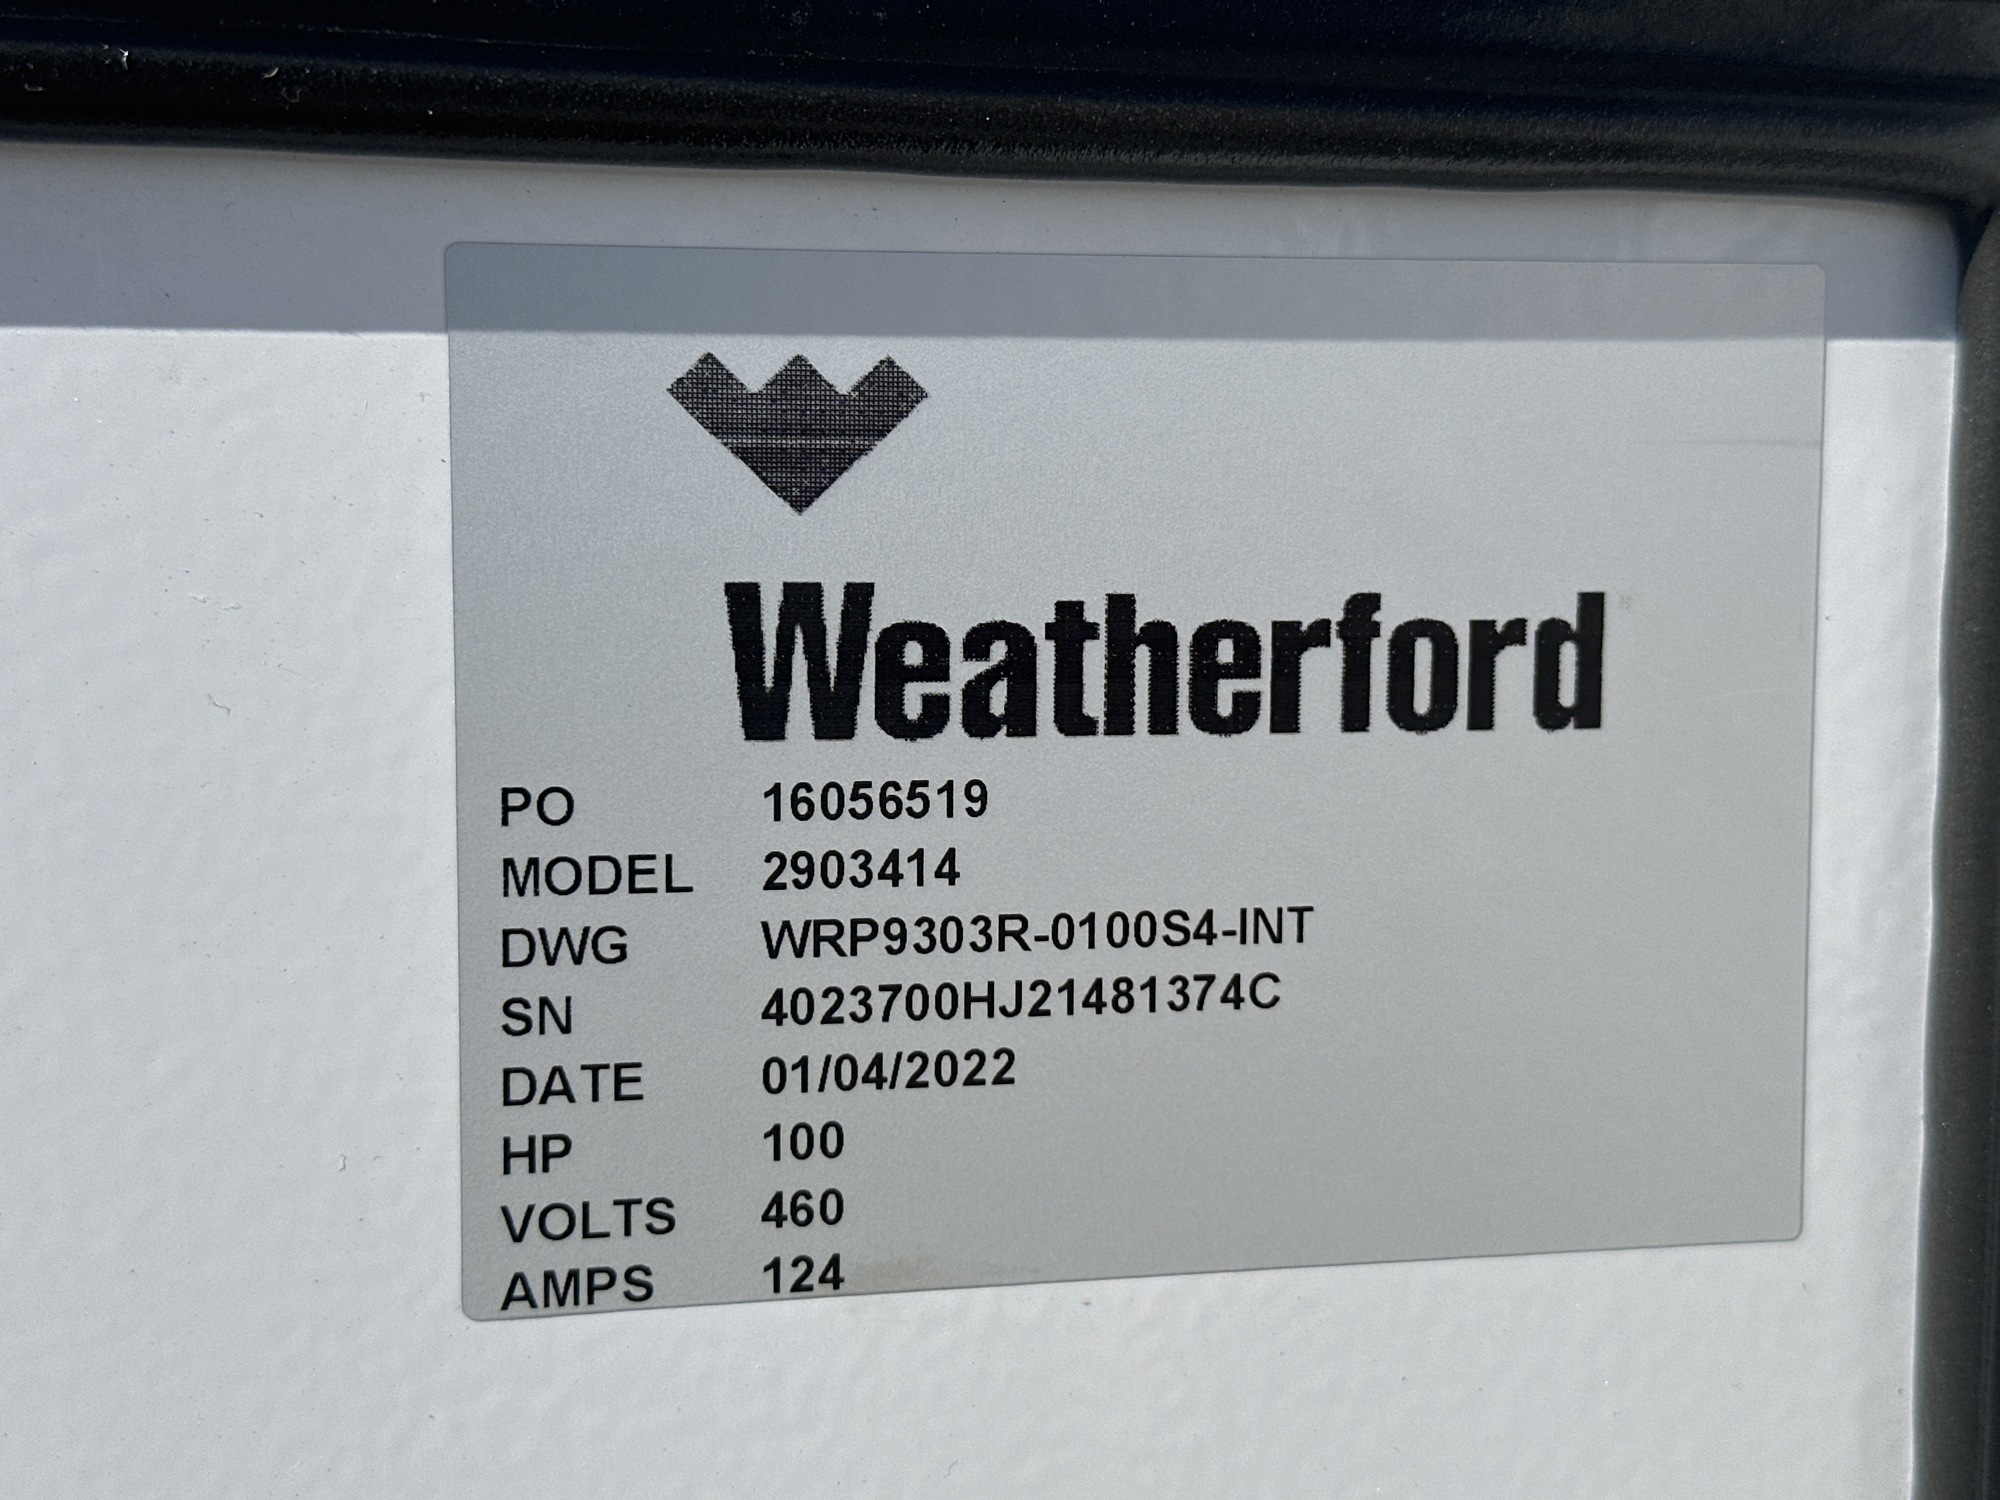 Weatherford
PO 16056519
MODEL 2903414
DWG WRP9303R-0100S4-INT
SN 4023700HJ21481374C
DATE 01/04/2022
HP 100
VOLTS 460
AMPS 124